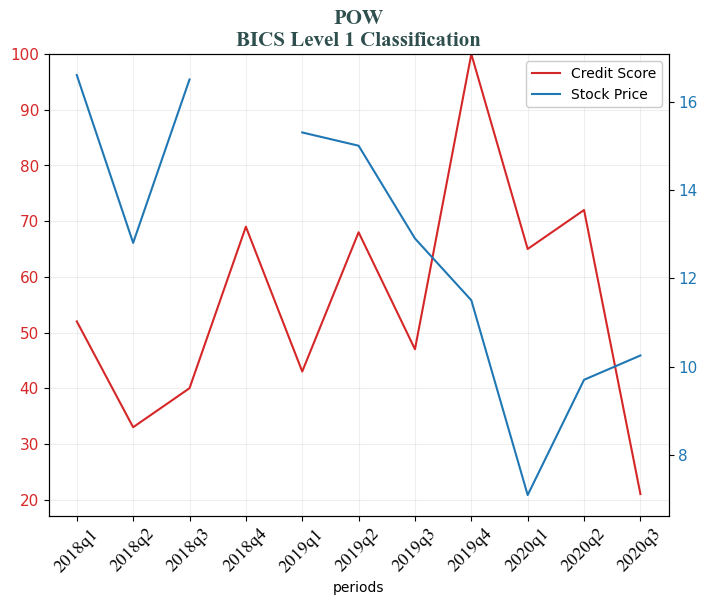 POW
BICS Level 1 Classification
Credit Score
Stock Price
100
90
80
70
60
50
40
30
20
16
14
12
10
8
2018q1
2018q2
2018q3
2018q4
2019q1
2019q2
2019q3
2019q4
2020q1
2020q2
2020q3
periods